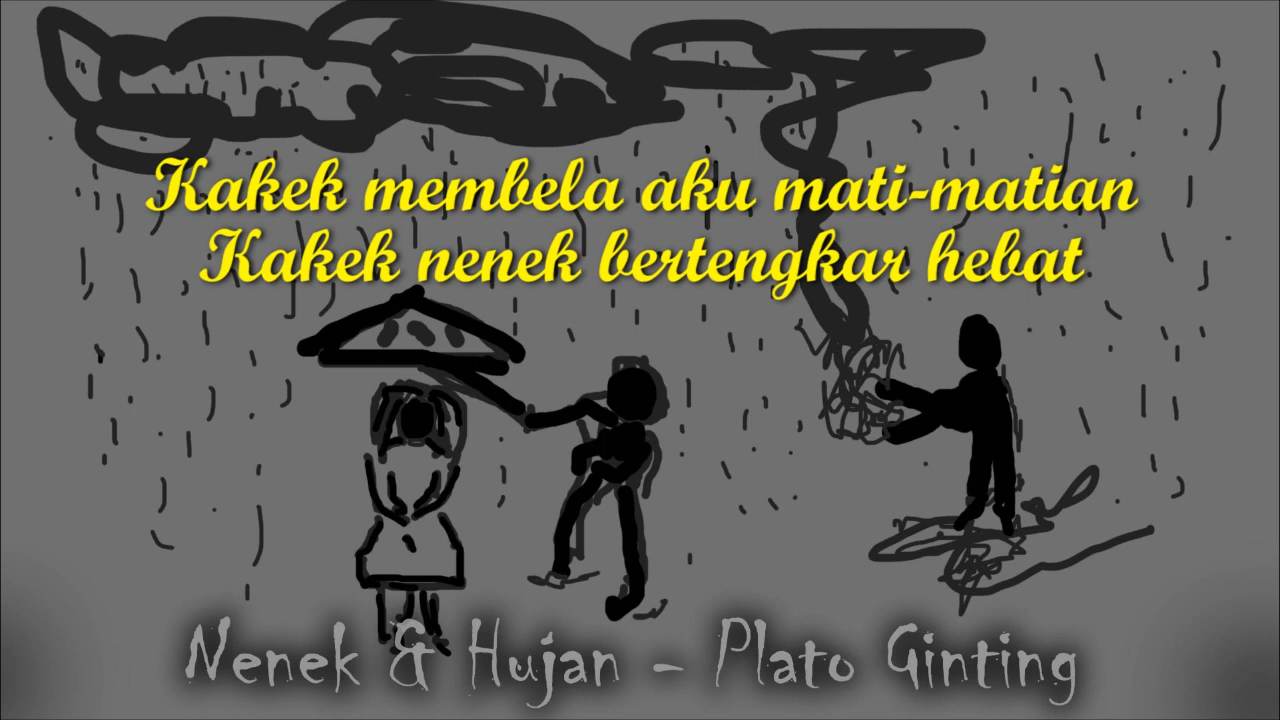 Kakek membela aku mati-matian
Kakek nenek bertengkar hebat
Nenek & Hujan - Plato Ginting